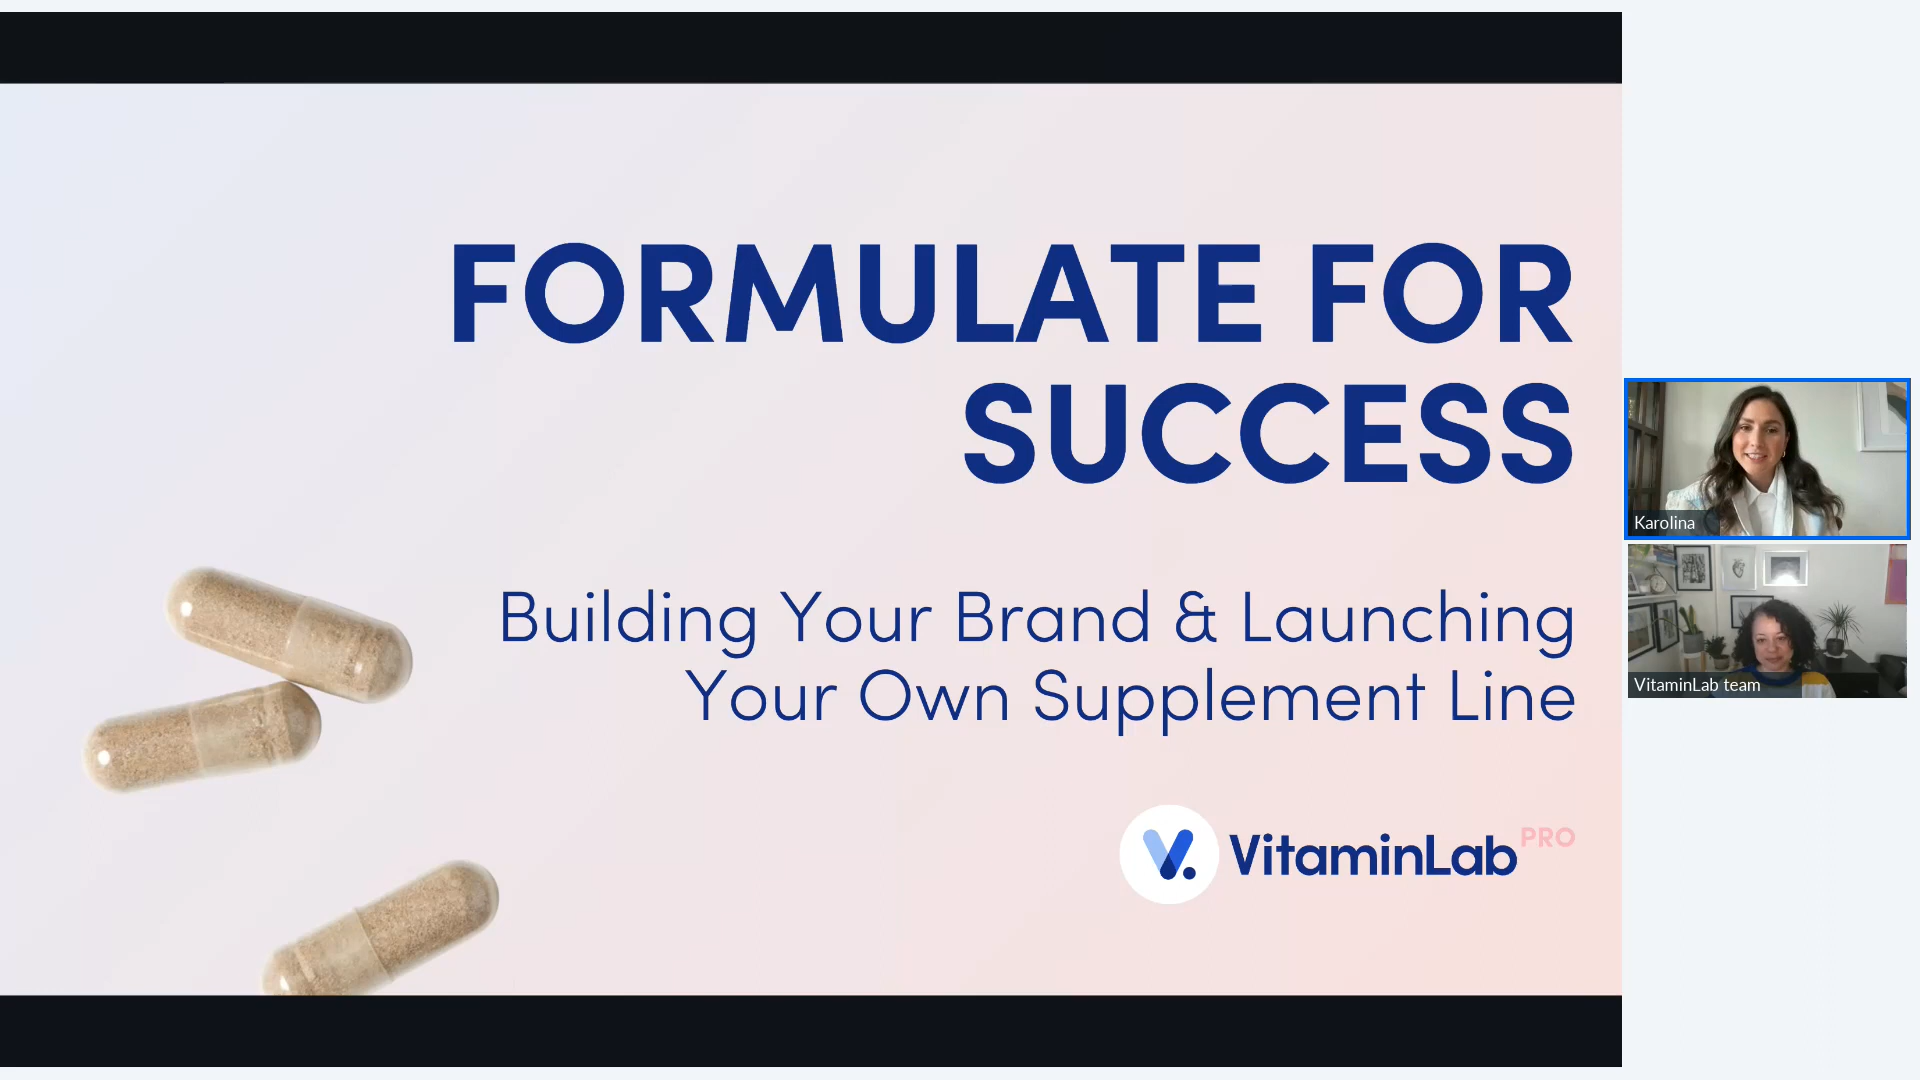 FORMULATE FOR
SUCCESS
Building Your Brand & Launching
Your Own Supplement Line
VitaminLab PRO
Karolina
VitaminLab team